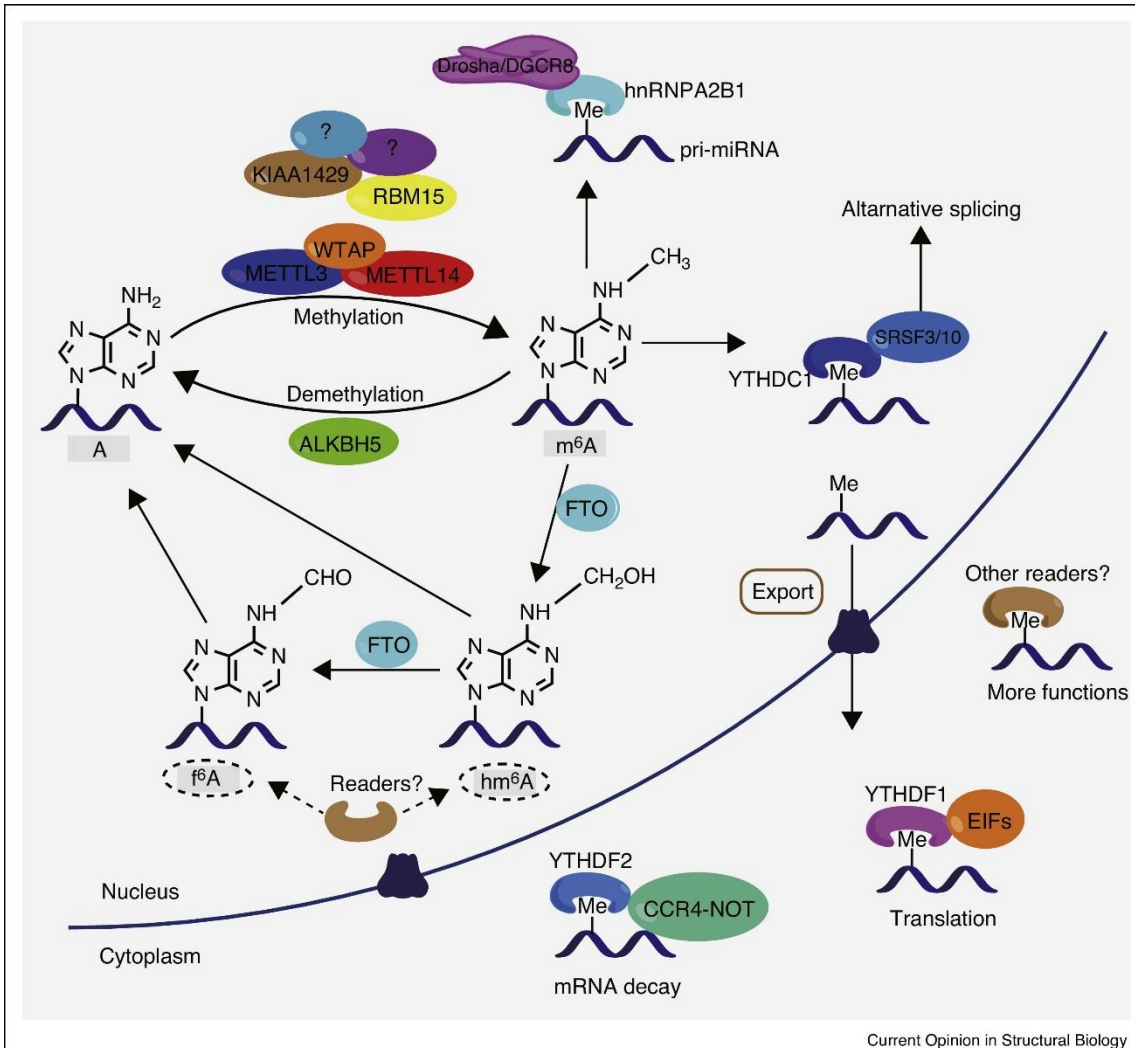 Drosha/DGCR8
hnRNPA2B1
Me
pri-miRNA
?
?
KIAA1429
RBM15
WTAP
METTL3
METTL14
Methylation
Demethylation
ALKBH5
NH₂
N
N
N
N
A
CH₃
NH
N
N
N
N
m⁶A
Altarnative splicing
SRSF3/10
YTHDC1
Me
FTO
Me
Export
Other readers?
Me
More functions
CHO
NH
N
N
N
N
f⁶A
FTO
CH₂OH
NH
N
N
N
N
hm⁶A
Readers?
YTHDF1
EIFs
Me
Translation
YTHDF2
Me
CCR4-NOT
mRNA decay
Nucleus
Cytoplasm
Current Opinion in Structural Biology